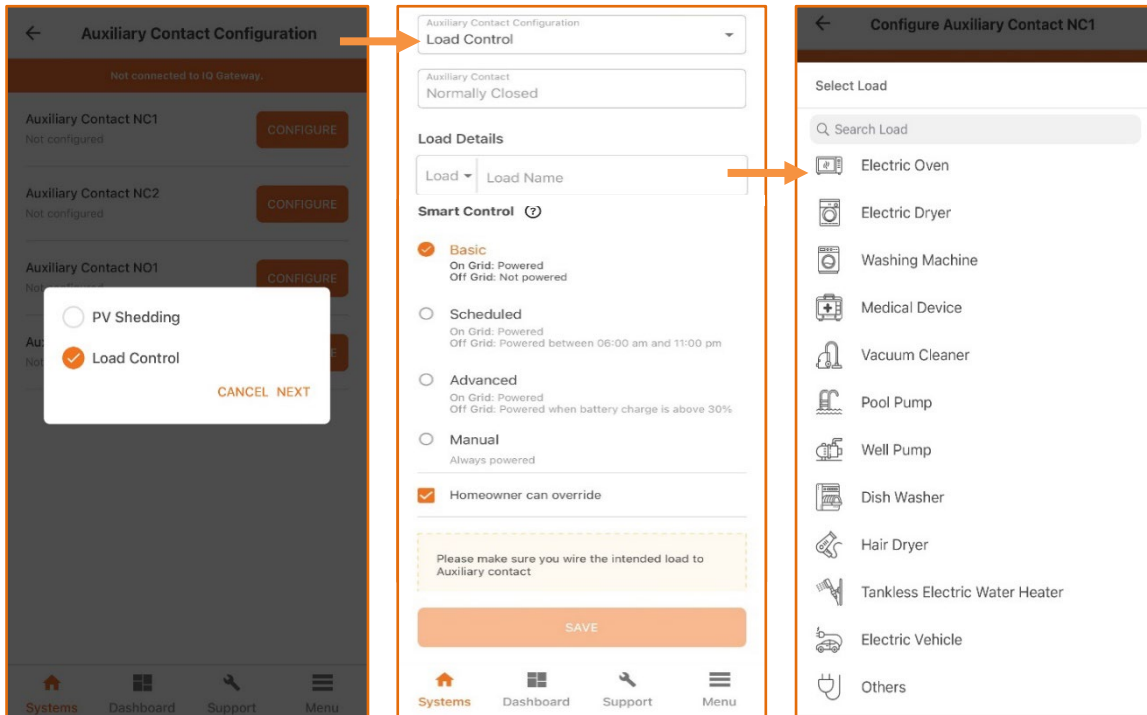 Auxiliary Contact Configuration
Not connected to IQ Gateway.
Auxiliary Contact NC1
Not configured
CONFIGURE
Auxiliary Contact NC2
Not configured
CONFIGURE
Auxiliary Contact NO1
CONFIGURE
PV Shedding
Load Control
CANCEL NEXT
Systems
Dashboard
Support
Menu
Auxiliary Contact Configuration
Load Control
Auxiliary Contact
Normally Closed
Load Details
Load
Load Name
Smart Control
Basic
On Grid: Powered
Off Grid: Not powered
Scheduled
On Grid: Powered
Off Grid: Powered between 06:00 am and 11:00 pm
Advanced
On Grid: Powered
Off Grid: Powered when battery charge is above 30%
Manual
Always powered
Homeowner can override
Please make sure you wire the intended load to
Auxiliary contact
SAVE
Systems
Dashboard
Support
Menu
Configure Auxiliary Contact NC1
Select Load
Search Load
Electric Oven
Electric Dryer
Washing Machine
Medical Device
Vacuum Cleaner
Pool Pump
Well Pump
Dish Washer
Hair Dryer
Tankless Electric Water Heater
Electric Vehicle
Others